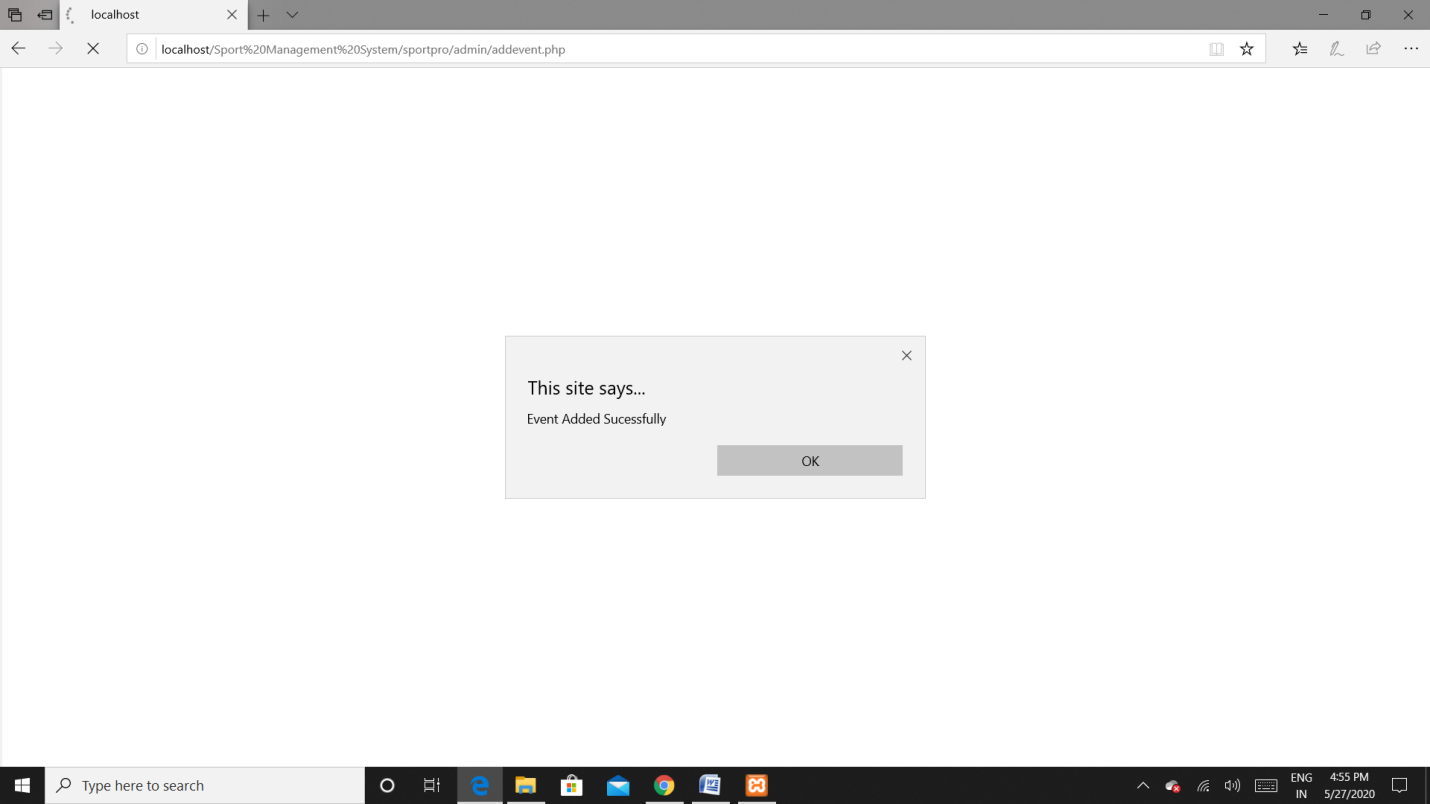 localhost
localhost/Sport%20Management%20System/sportpro/admin/addevent.php
This site says...
Event Added Sucessfully
OK
Type here to search
ENG
IN
4:55 PM
5/27/2020